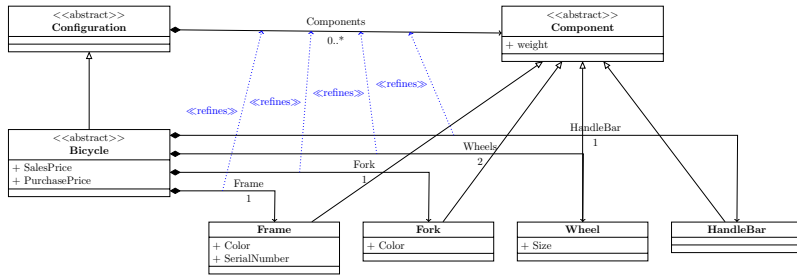 <<abstract>>
Configuration
Components
0..*
<<abstract>>
Component
+ weight
≪refines≫
≪refines≫
≪refines≫
≪refines≫
<<abstract>>
Bicycle
+ SalesPrice
+ PurchasePrice
HandleBar
1
Wheels
2
Fork
1
Frame
1
Frame
+ Color
+ SerialNumber
Fork
+ Color
Wheel
+ Size
HandleBar